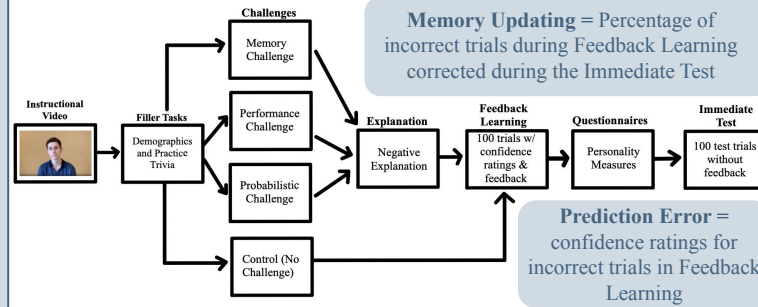 Challenges
Memory Updating = Percentage of
incorrect trials during Feedback Learning
corrected during the Immediate Test
Memory
Challenge
Instructional
Video
Filler Tasks
Demographics
and Practice
Trivia
Performance
Challenge
Probabilistic
Challenge
Control (No
Challenge)
Explanation
Negative
Explanation
Feedback
Learning
100 trials w/
confidence
ratings &
feedback
Questionnaires
Personality
Measures
Immediate
Test
100 test trials
without
feedback
Prediction Error =
confidence ratings for
incorrect trials in Feedback
Learning